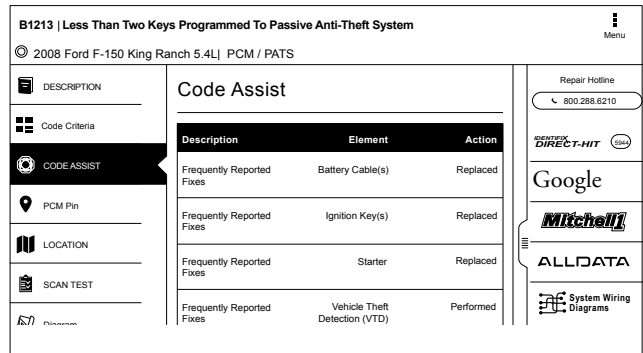 B1213 | Less Than Two Keys Programmed To Passive Anti-Theft System
Menu
2008 Ford F-150 King Ranch 5.4L| PCM / PATS
DESCRIPTION
Code Criteria
CODE ASSIST
PCM Pin
LOCATION
SCAN TEST
Diagram
Code Assist
Description Element Action
Frequently Reported Fixes Battery Cable(s) Replaced
Frequently Reported Fixes Ignition Key(s) Replaced
Frequently Reported Fixes Starter Replaced
Frequently Reported Fixes Vehicle Theft Detection (VTD) Performed
Repair Hotline
800.288.6210
IDENTIFIX
DIRECT-HIT 5944
Google
Mitchell1
ALLDATA
System Wiring
Diagrams